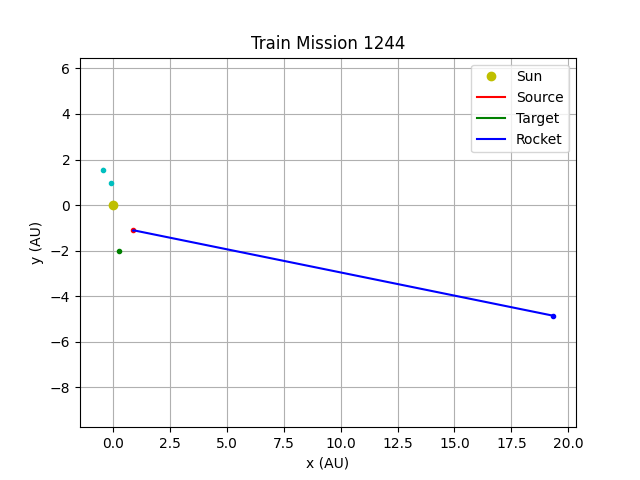 Train Mission 1244
Sun
Source
Target
Rocket
6
4
2
0
−2
−4
−6
−8
y (AU)
0.0 2.5 5.0 7.5 10.0 12.5 15.0 17.5 20.0
x (AU)